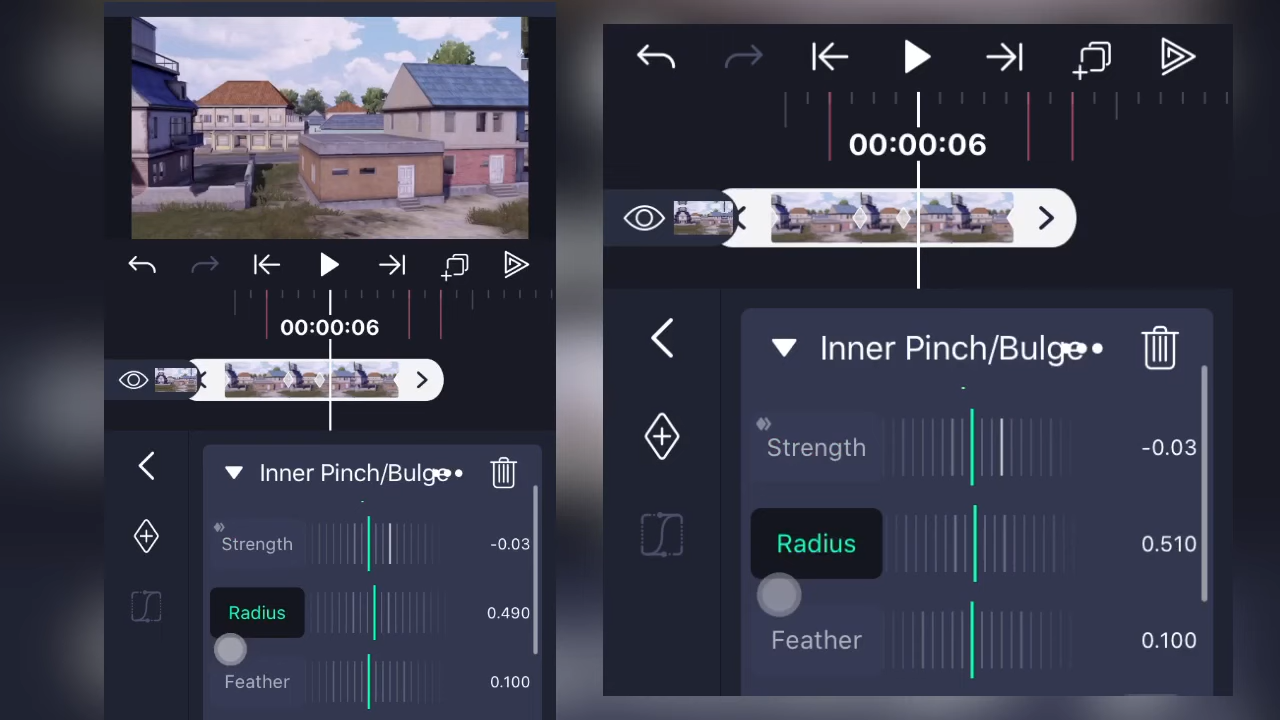 00:00:06
Inner Pinch/Bulge
Strength
-0.03
Radius
0.490
Feather
0.100
00:00:06
Inner Pinch/Bulge
Strength
-0.03
Radius
0.510
Feather
0.100